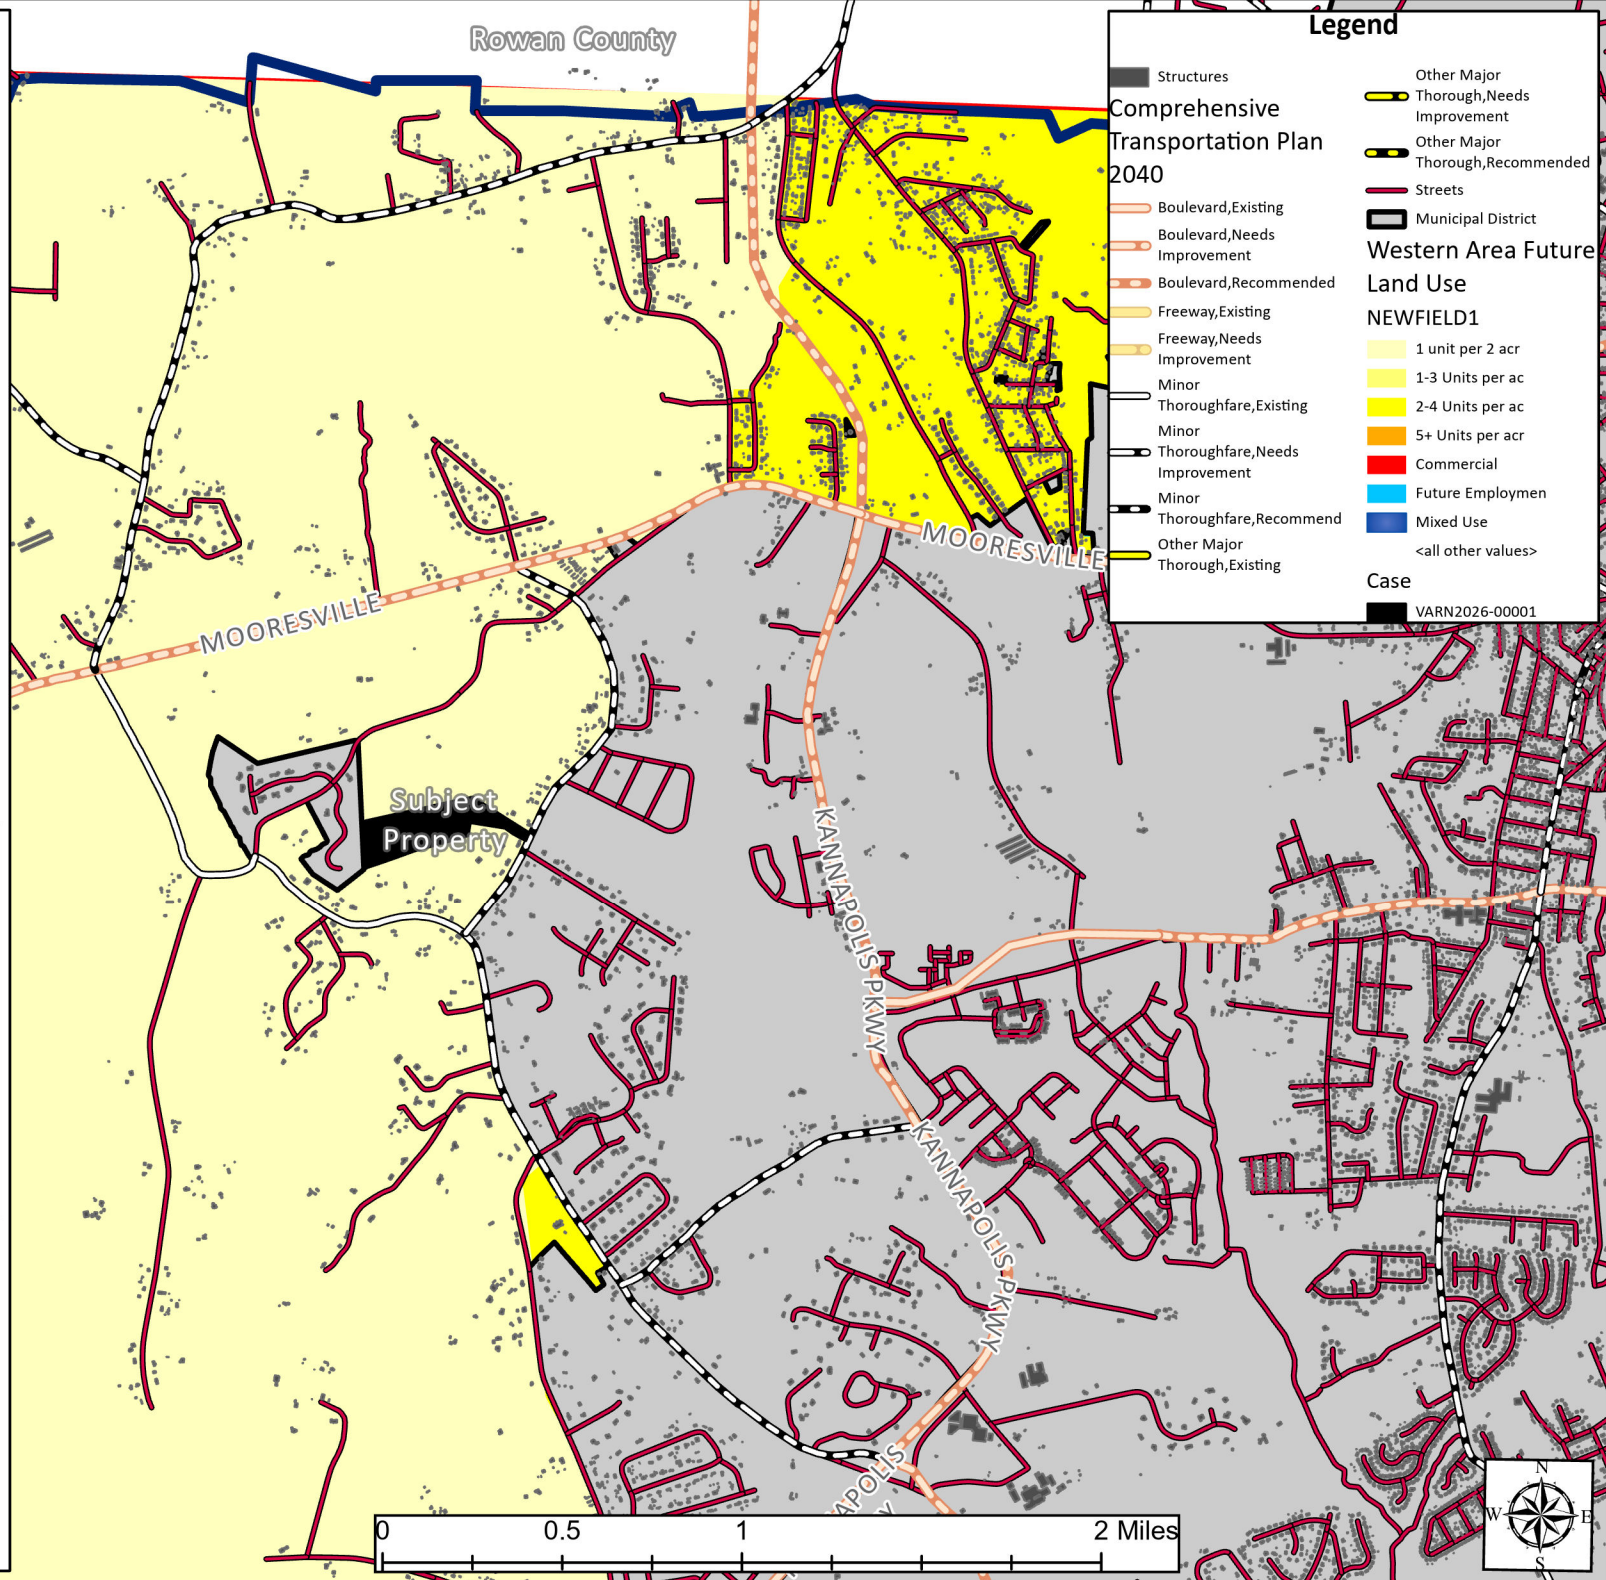 Rowan County
Legend
Structures
Comprehensive
Transportation Plan
2040
Boulevard,Existing
Boulevard,Needs
Improvement
Boulevard,Recommended
Freeway,Existing
Freeway,Needs
Improvement
Minor
Thoroughfare,Existing
Minor
Thoroughfare,Needs
Improvement
Minor
Thoroughfare,Recommend
Other Major
Thorough,Existing
Other Major
Thorough,Needs
Improvement
Other Major
Thorough,Recommended
Streets
Municipal District
Western Area Future
Land Use
NEWFIELD1
1 unit per 2 acr
1-3 Units per ac
2-4 Units per ac
5+ Units per acr
Commercial
Future Employmen
Mixed Use
<all other values>
Case
VARN2026-00001
MOORESVILLE
MOORESVILLE
Subject
Property
KANNAPOLIS PKWY
KANNAPOLIS PKWY
APOLIS
Y
0 0.5 1 2 Miles
N
W E
S